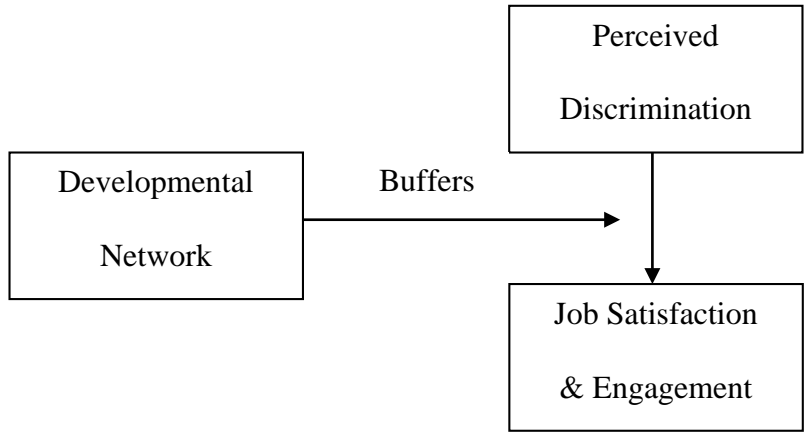 Perceived
Discrimination
Developmental
Network
Buffers
Job Satisfaction
& Engagement